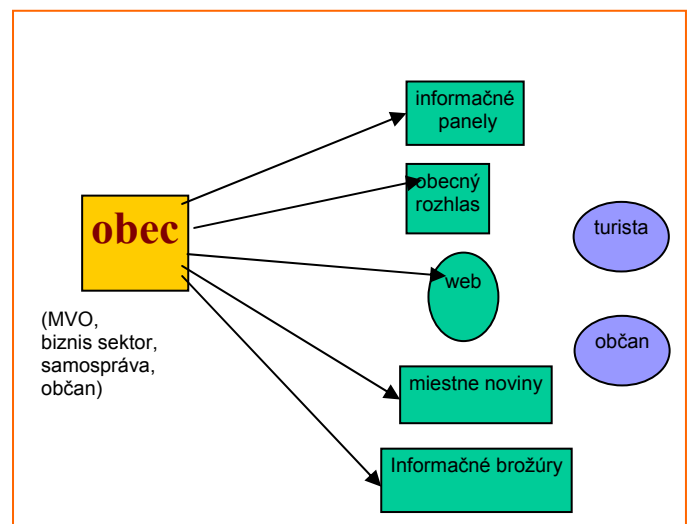 informačné
panely
obecný
rozhlas
obec
turista
web
(MVO,
biznis sektor,
samospráva,
občan)
občan
miestne noviny
Informačné brožúry